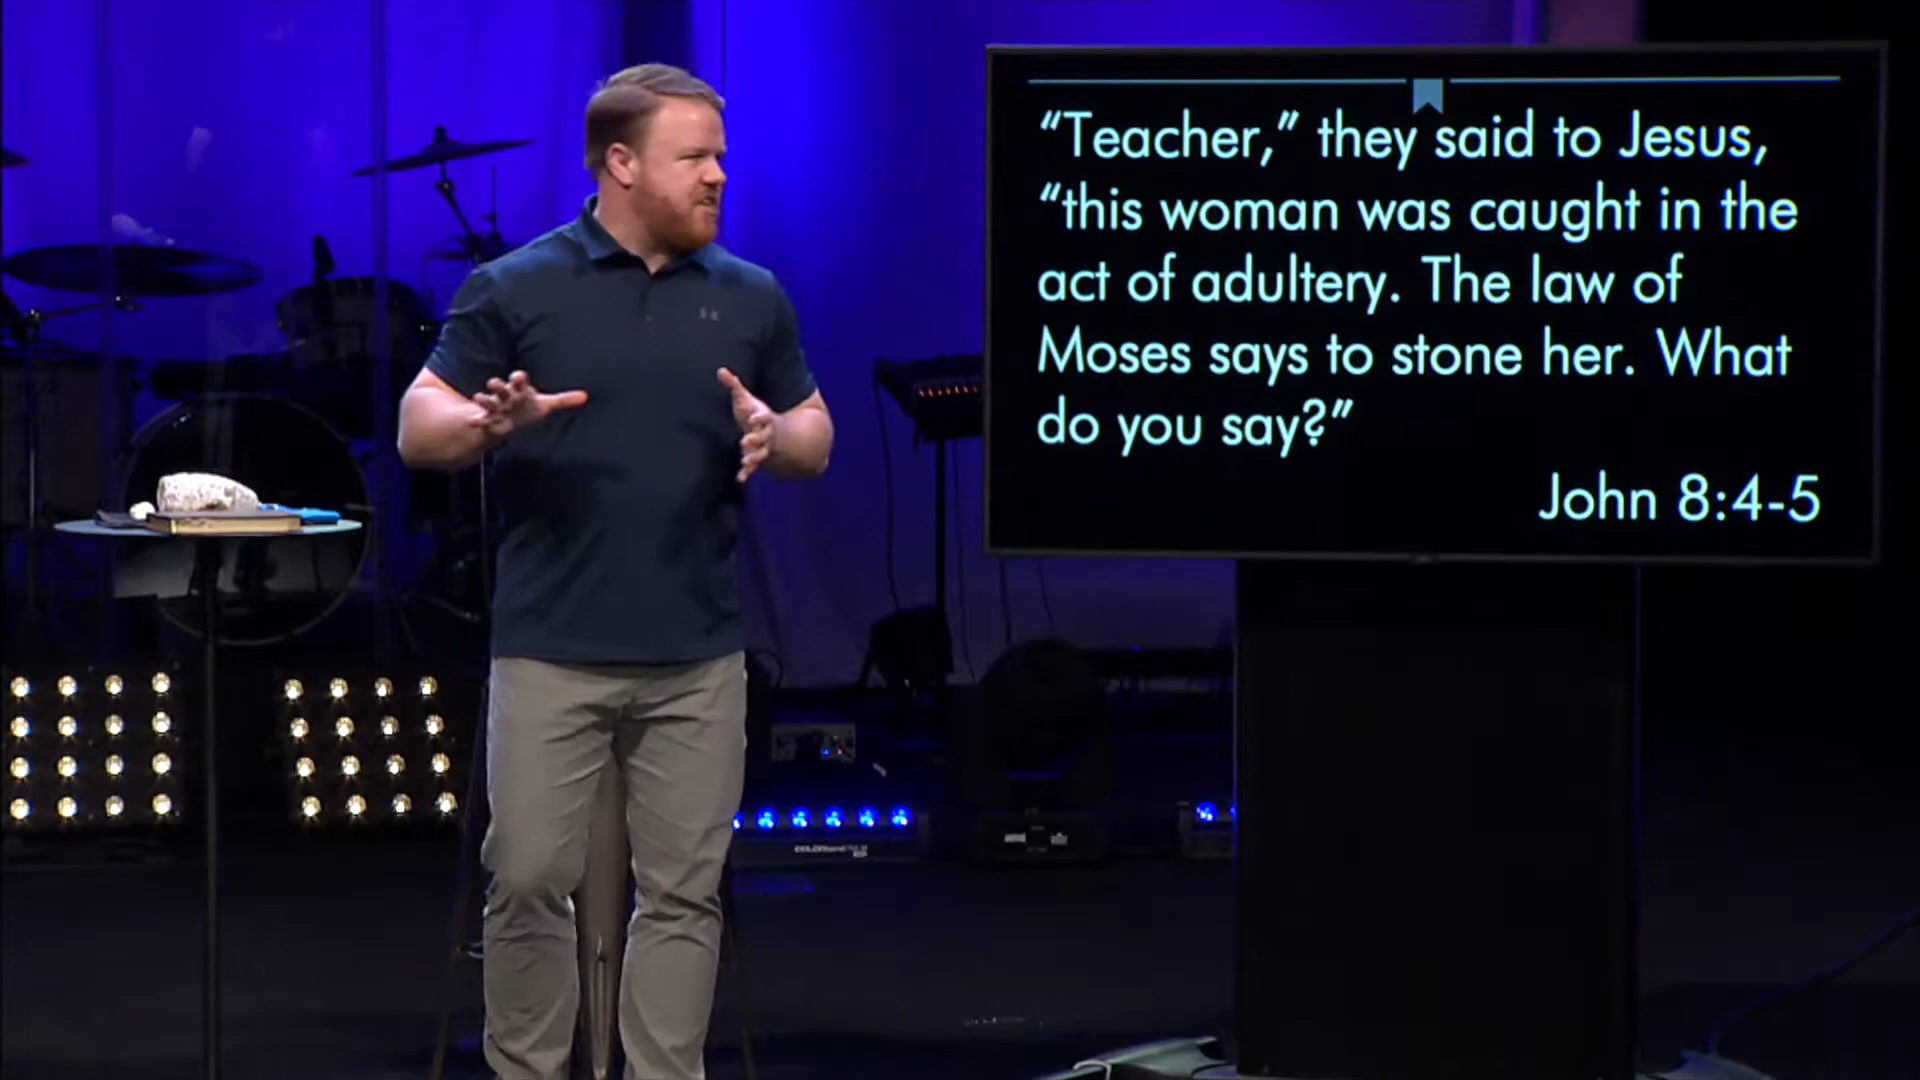 “Teacher,” they said to Jesus,
“this woman was caught in the
act of adultery. The law of
Moses says to stone her. What
do you say?”
John 8:4-5